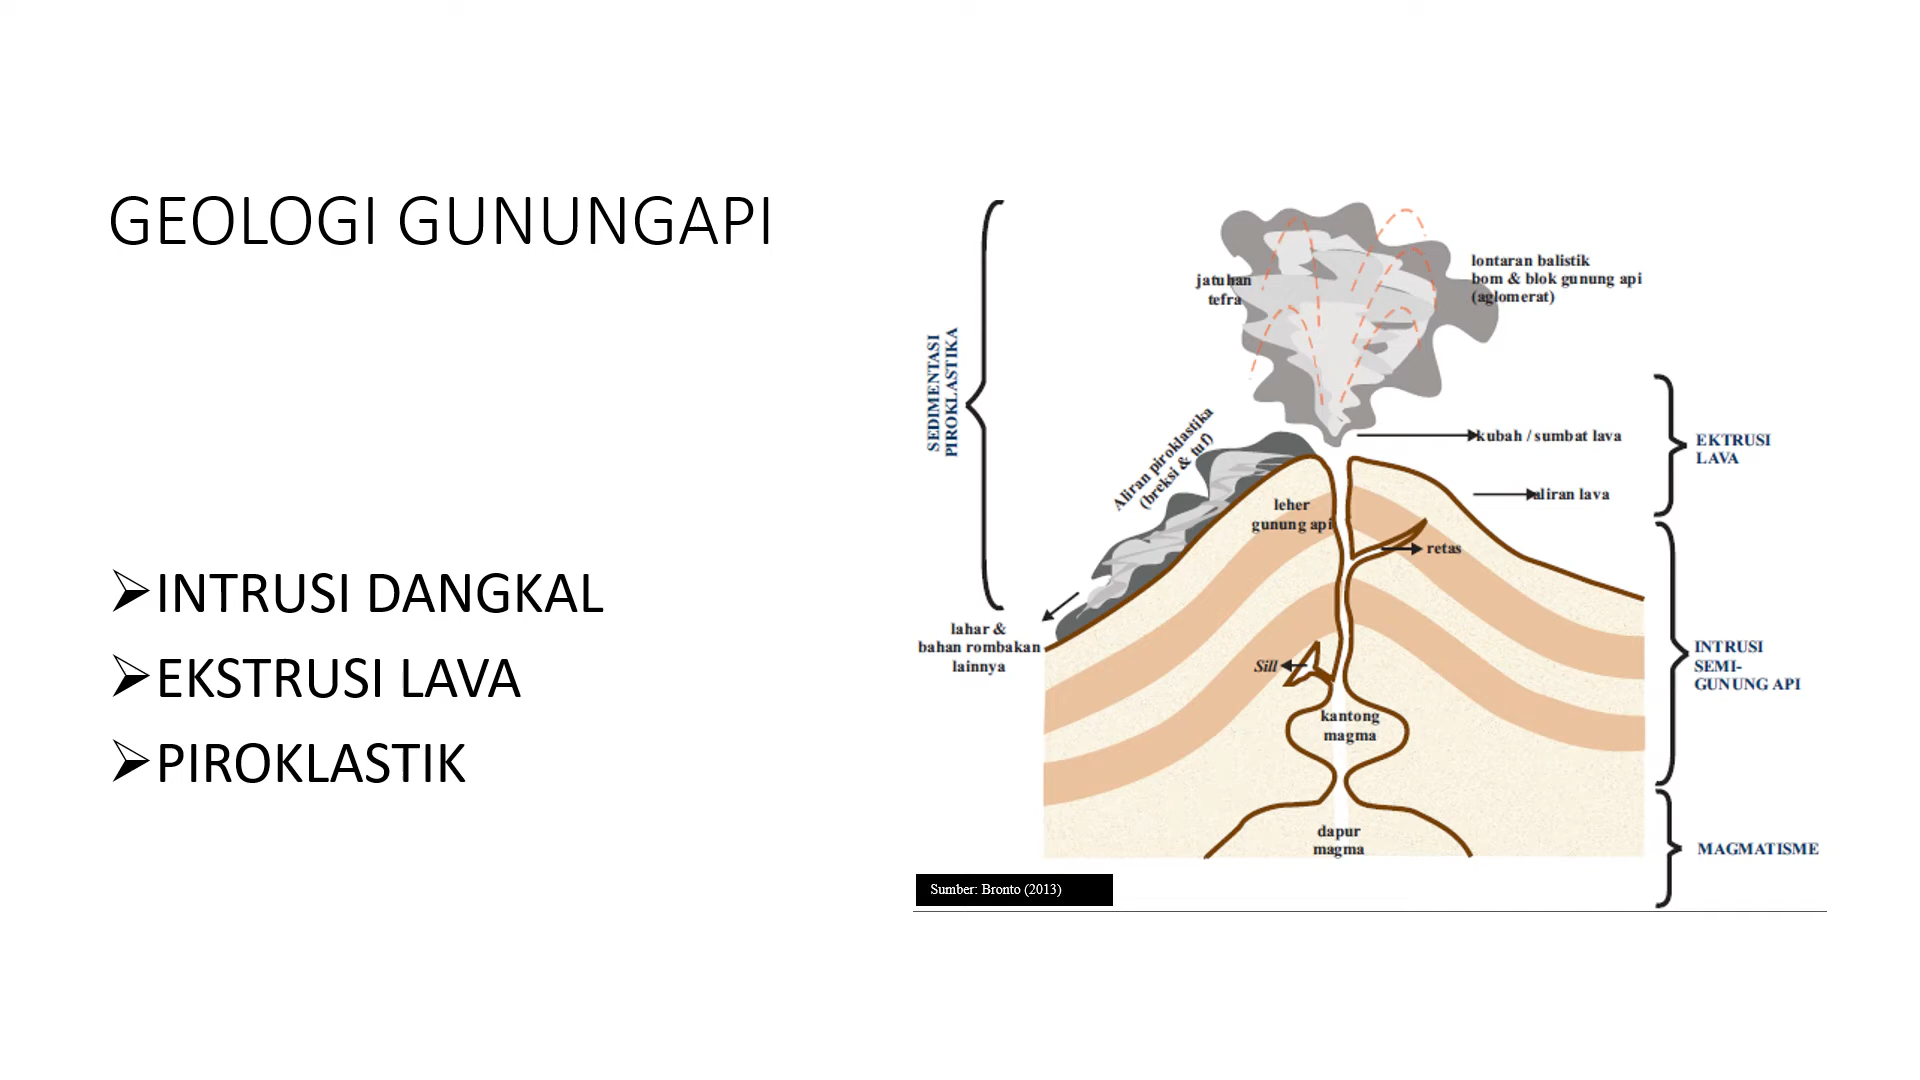 GEOLOGI GUNUNGAPI
➢INTRUSI DANGKAL
➢EKSTRUSI LAVA
➢PIROKLASTIK
SEDIMENTASI
PIROKLASTIKA
jatuhan
tefra
lontaran balistik
bom & blok gunung api
(aglomerat)
Aliran piroklastika
(breksi & tuf)
kubah / sumbat lava
EKTRUSI
LAVA
aliran lava
leher
gunung api
retas
lahar &
bahan rombakan
lainnya
Sill
INTRUSI
SEMI-
GUNUNG API
kantong
magma
dapur
magma
MAGMATISME
Sumber: Bronto (2013)